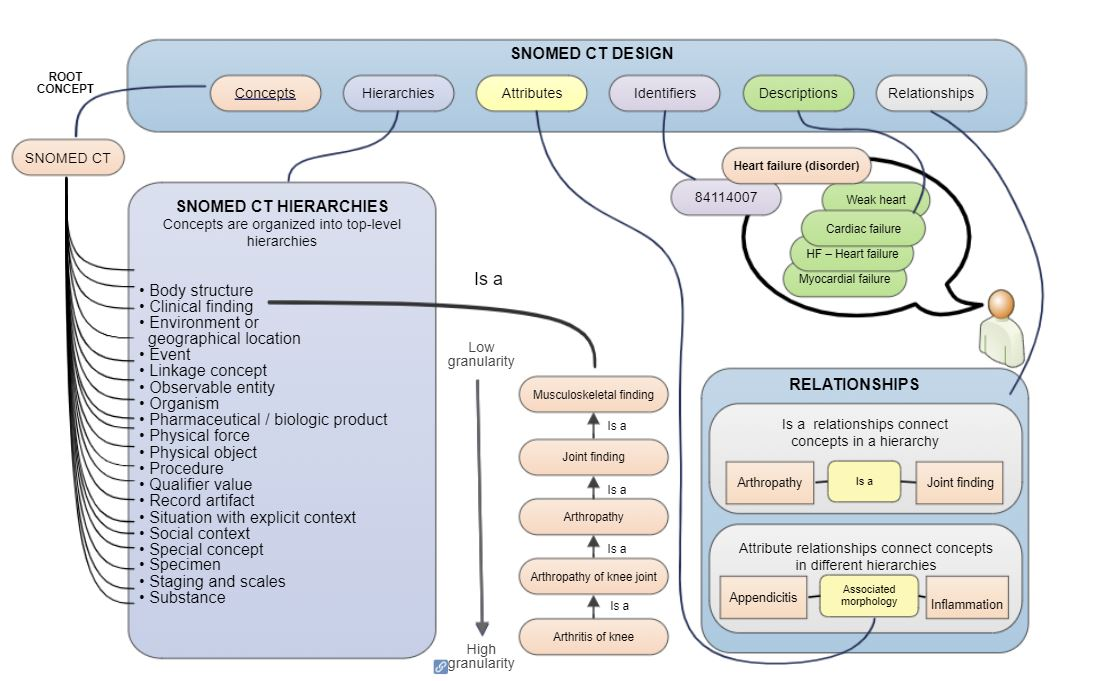 SNOMED CT DESIGN
ROOT
CONCEPT
Concepts
Hierarchies
Attributes
Identifiers
Descriptions
Relationships
SNOMED CT
SNOMED CT HIERARCHIES
Concepts are organized into top-level
hierarchies
• Body structure
• Clinical finding
• Environment or
geographical location
• Event
• Linkage concept
• Observable entity
• Organism
• Pharmaceutical / biologic product
• Physical force
• Physical object
• Procedure
• Qualifier value
• Record artifact
• Situation with explicit context
• Social context
• Special concept
• Specimen
• Staging and scales
• Substance
Is a
Low
granularity
High
granularity
Musculoskeletal finding
Is a
Joint finding
Is a
Arthropathy
Is a
Arthropathy of knee joint
Is a
Arthritis of knee
Heart failure (disorder)
84114007
Weak heart
Cardiac failure
HF – Heart failure
Myocardial failure
RELATIONSHIPS
Is a relationships connect
concepts in a hierarchy
Arthropathy
Is a
Joint finding
Attribute relationships connect concepts
in different hierarchies
Appendicitis
Associated
morphology
Inflammation